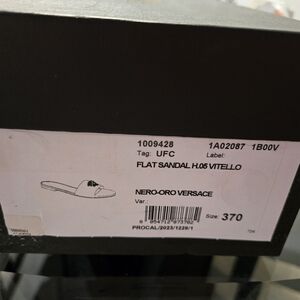 1009428 1A02087 1B00V
Tag: UFC Label:
FLAT SANDAL H.05 VITELLO
NERO-ORO VERSACE
Var.:
Size: 370
PROCAL/2023/1229/1